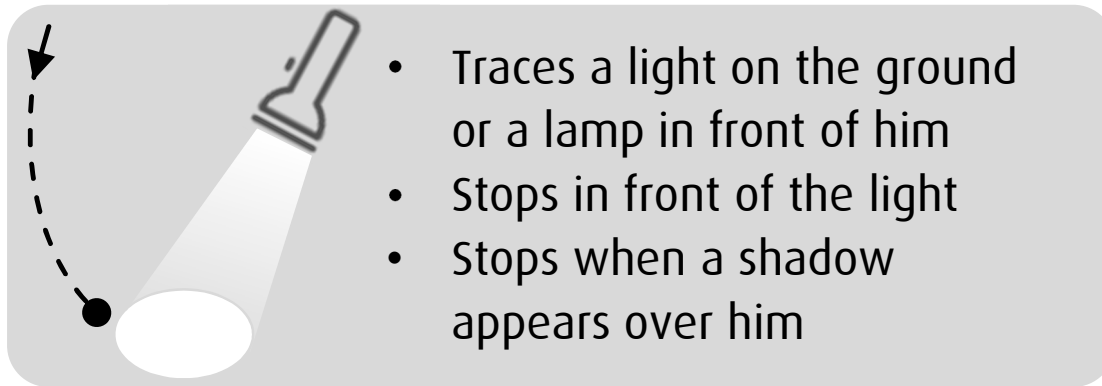 • Traces a light on the ground
or a lamp in front of him
• Stops in front of the light
• Stops when a shadow
appears over him